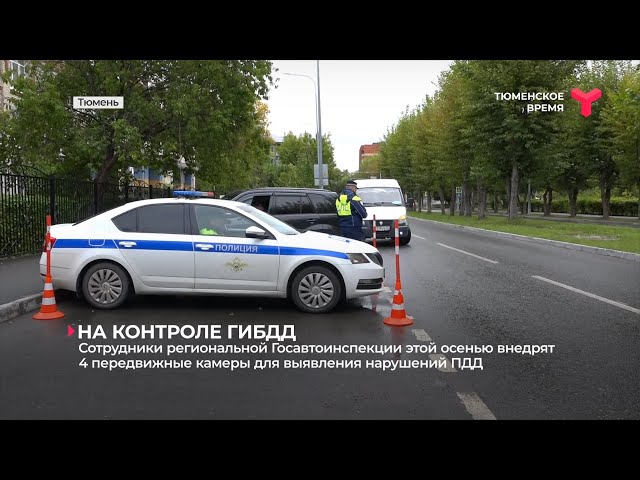 Тюмень
ТЮМЕНСКОЕ
ВРЕМЯ
ПОЛИЦИЯ
НА КОНТРОЛЕ ГИБДД
Сотрудники региональной Госавтоинспекции этой осенью внедрят
4 передвижные камеры для выявления нарушений ПДД